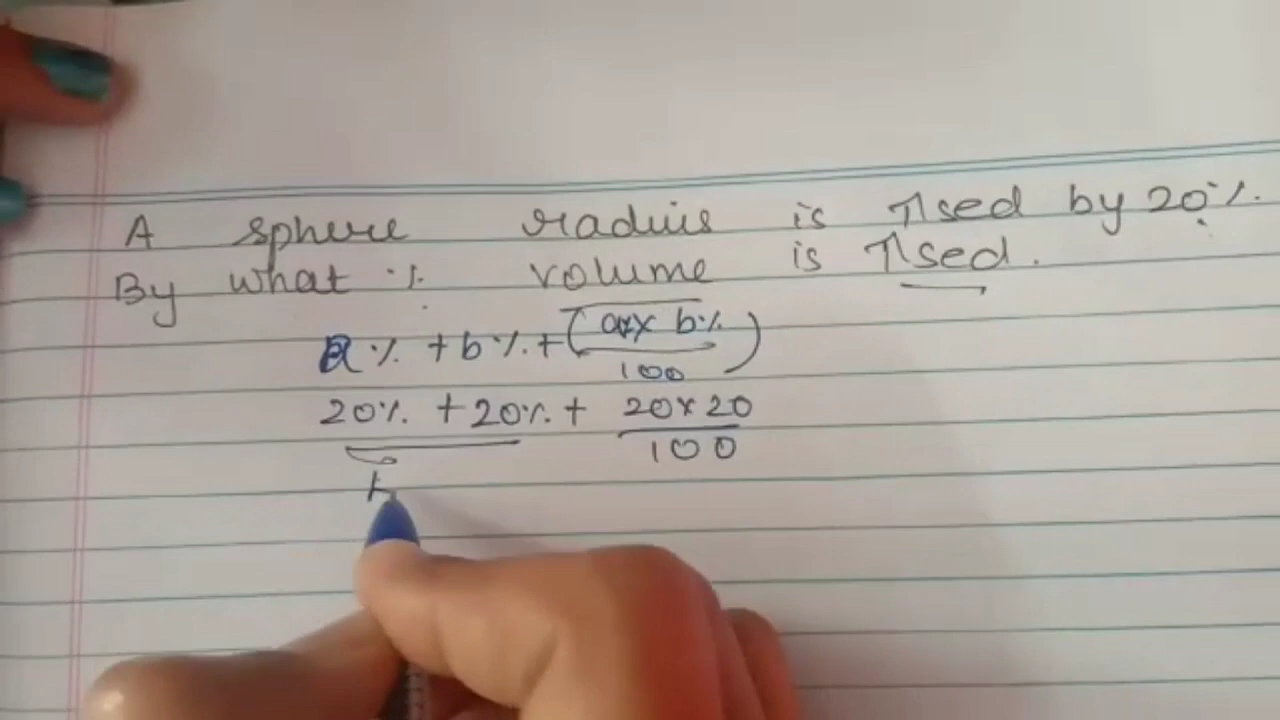 A sphere radius is ↑sed by 20%.
By what % volume is ↑sed.
a% + b% + (a% x b% / 100)
20% + 20% + 20 x 20 / 100